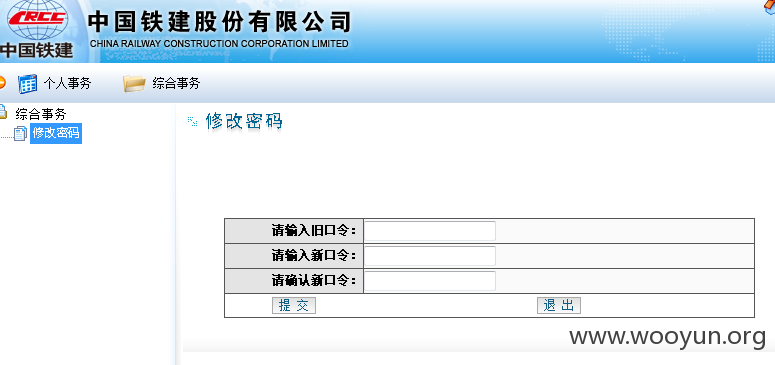 CRCC
中国铁建
中国铁建股份有限公司
CHINA RAILWAY CONSTRUCTION CORPORATION LIMITED
个人事务
综合事务
综合事务
修改密码
修改密码
请输入旧口令：
请输入新口令：
请确认新口令：
提 交
退 出
www.wooyun.org